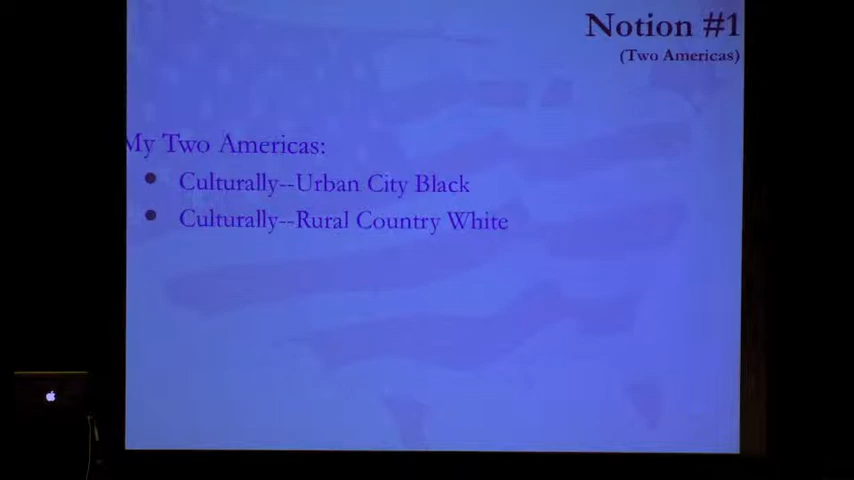 Notion #1
(Two Americas)
My Two Americas:
Culturally--Urban City Black
Culturally--Rural Country White